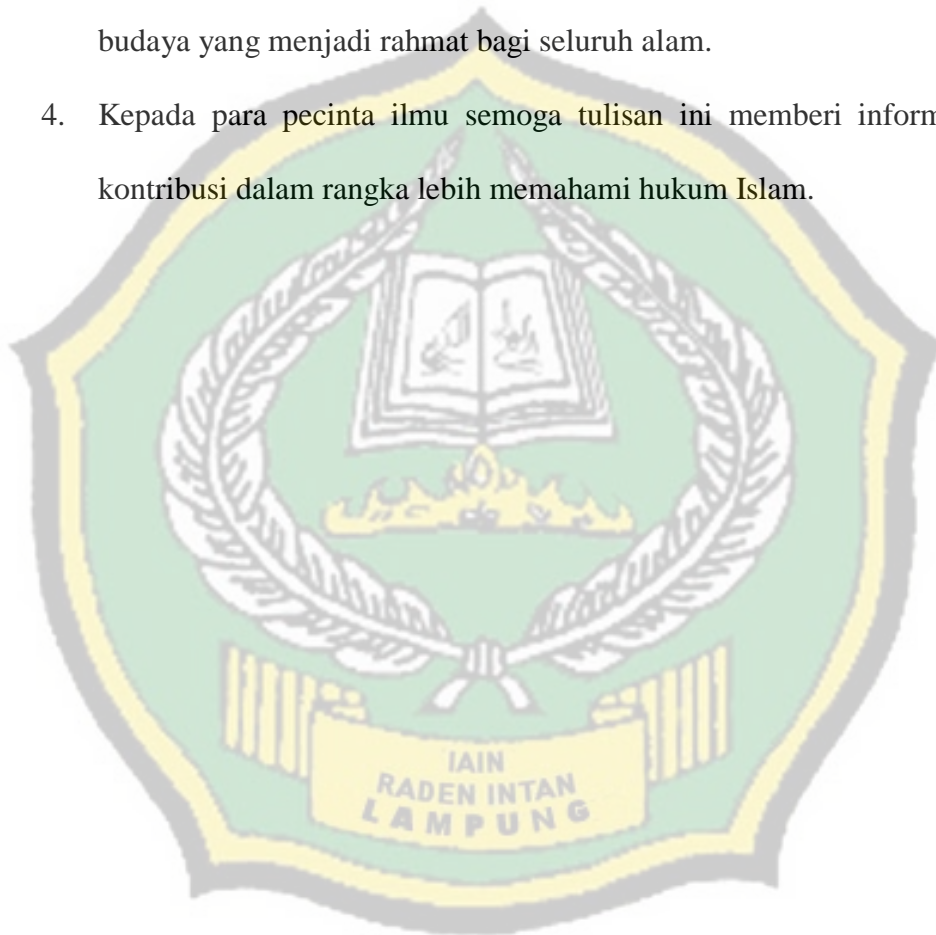 budaya yang menjadi rahmat bagi seluruh alam.
4. Kepada para pecinta ilmu semoga tulisan ini memberi inform
kontribusi dalam rangka lebih memahami hukum Islam.
IAIN
RADEN INTAN
LAMPUNG